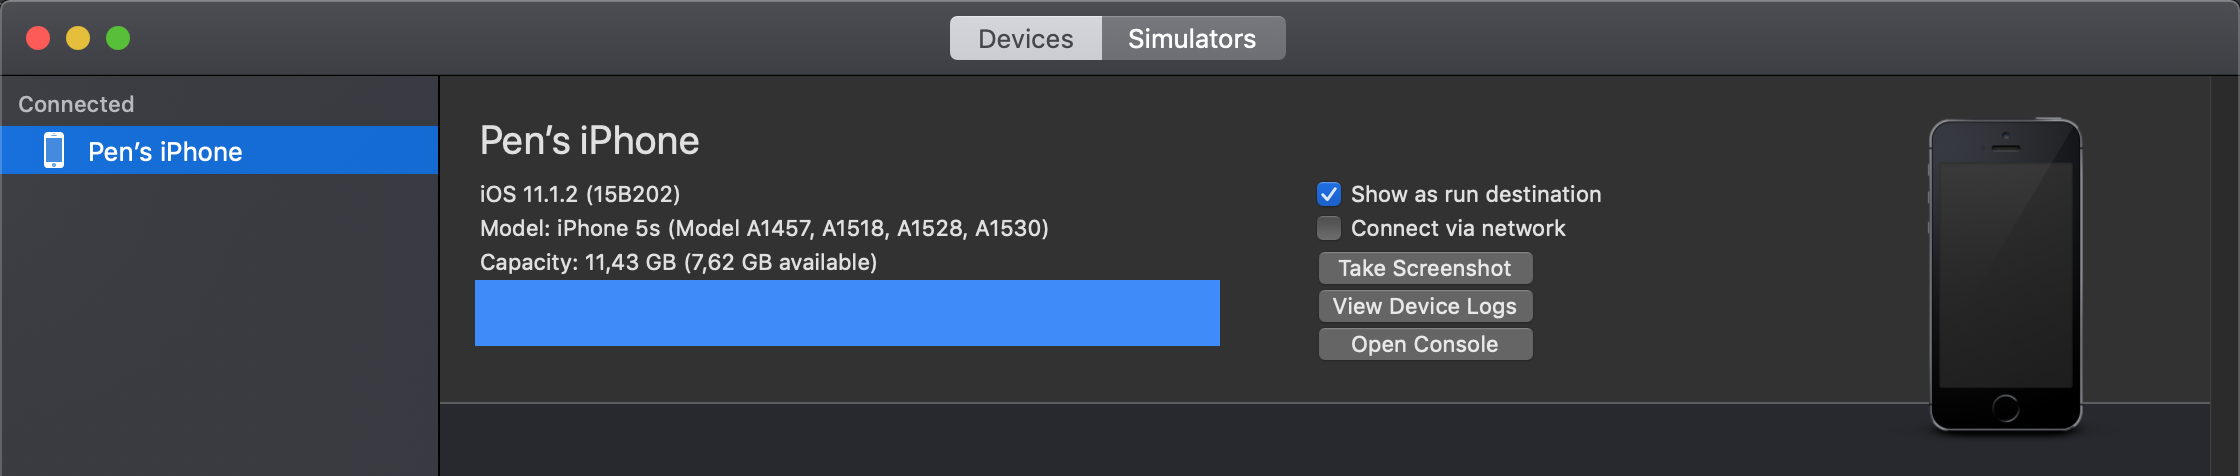 Devices
Simulators
Connected
Pen’s iPhone
Pen’s iPhone
iOS 11.1.2 (15B202)
Model: iPhone 5s (Model A1457, A1518, A1528, A1530)
Capacity: 11,43 GB (7,62 GB available)
Show as run destination
Connect via network
Take Screenshot
View Device Logs
Open Console